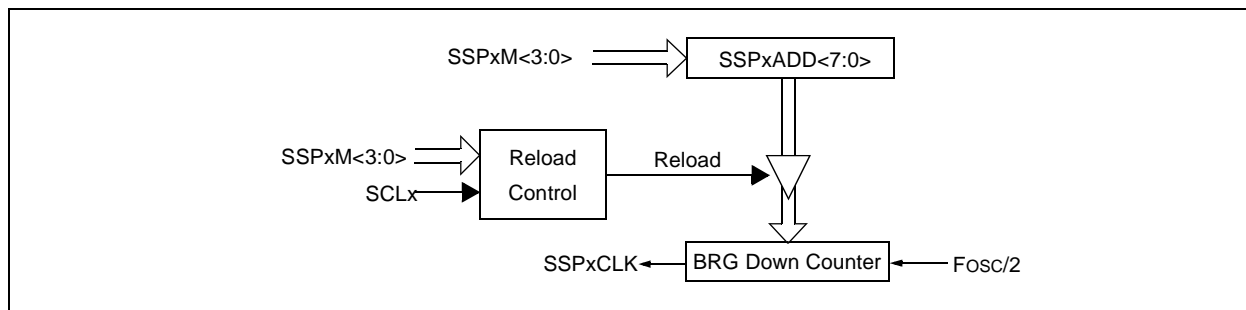 SSPxM<3:0>
SSPxADD<7:0>
SSPxM<3:0>
SCLx
Reload
Control
Reload
SSPxCLK
BRG Down Counter
FOSC/2